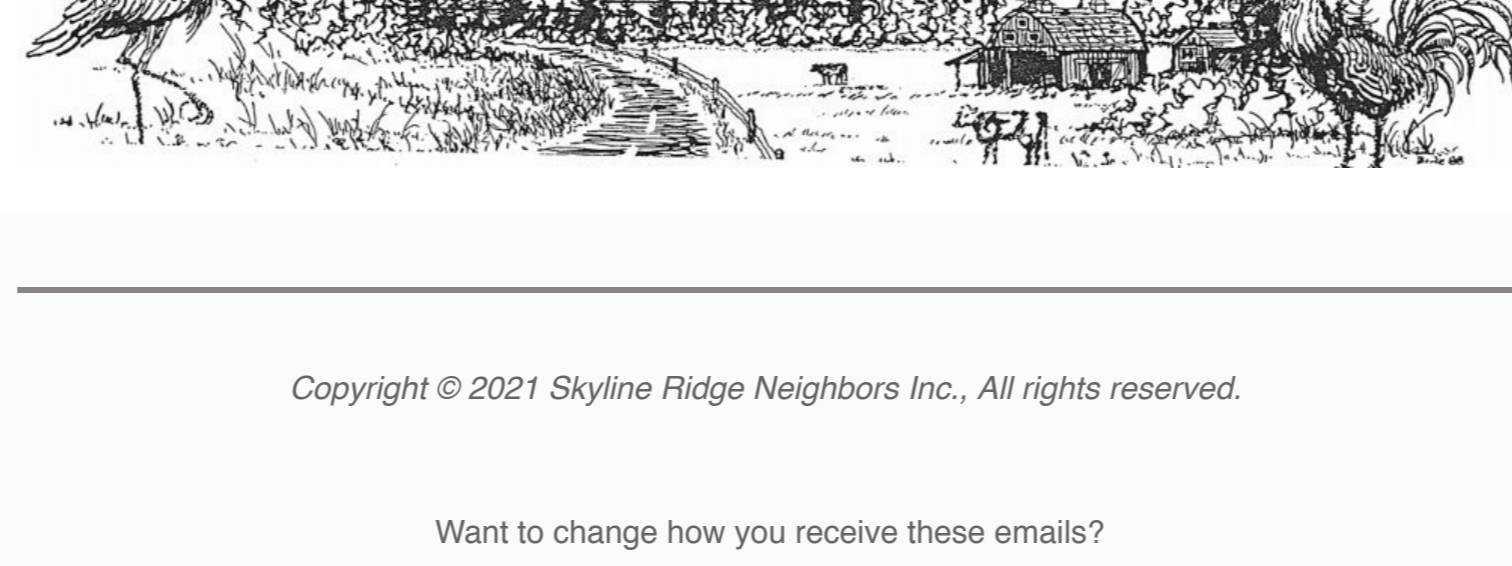 Copyright © 2021 Skyline Ridge Neighbors Inc., All rights reserved.
Want to change how you receive these emails?